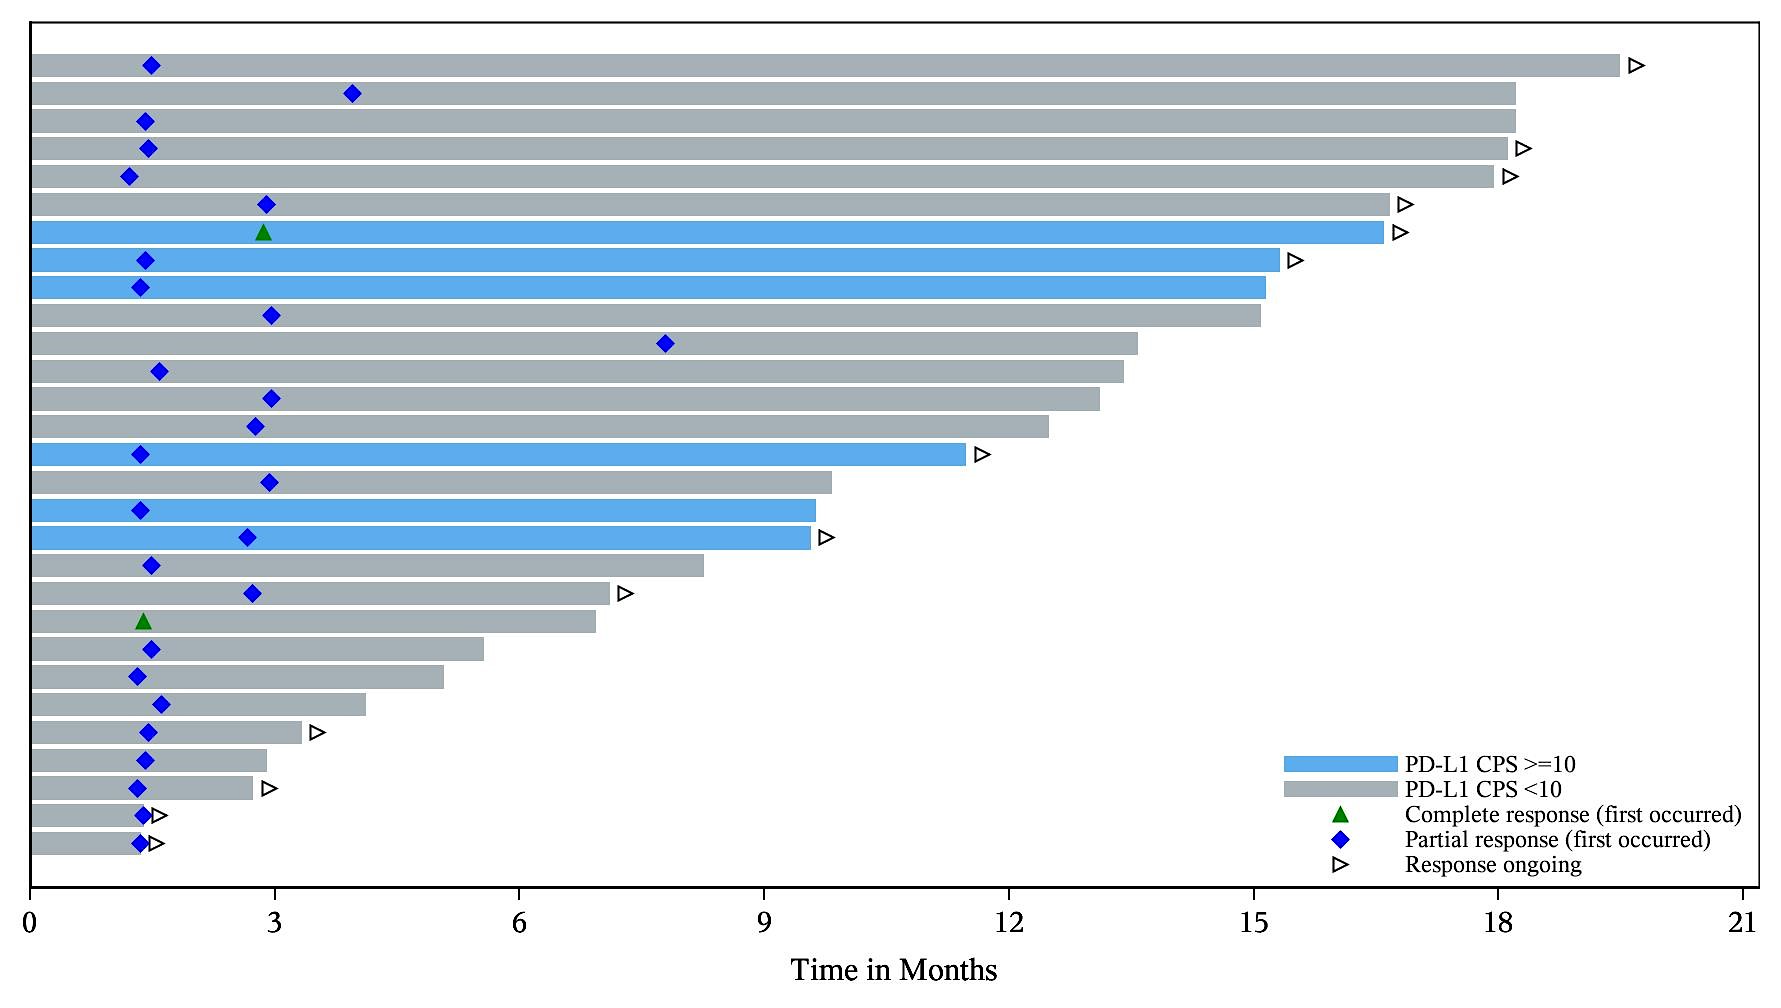 PD-L1 CPS >=10
PD-L1 CPS <10
Complete response (first occurred)
Partial response (first occurred)
Response ongoing
0 3 6 9 12 15 18 21
Time in Months